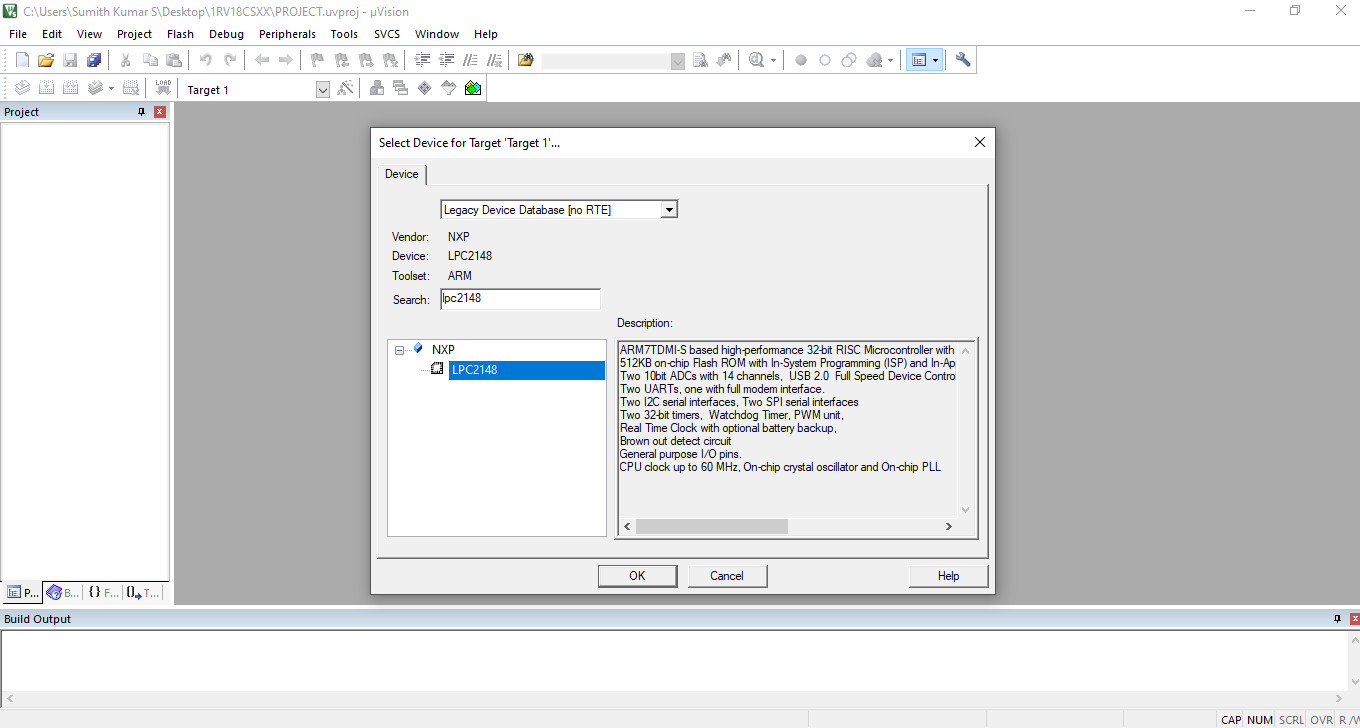 C:\Users\Sumith Kumar S\Desktop\1RV18CSXX\PROJECT.uvproj - µVision
File Edit View Project Flash Debug Peripherals Tools SVCS Window Help
LOAD
Target 1
Project
Select Device for Target 'Target 1'...
Device
Legacy Device Database [no RTE]
Vendor: NXP
Device: LPC2148
Toolset: ARM
Search: lpc2148
Description:
NXP
LPC2148
ARM7TDMI-S based high-performance 32-bit RISC Microcontroller with
512KB on-chip Flash ROM with In-System Programming (ISP) and In-Ap
Two 10bit ADCs with 14 channels, USB 2.0 Full Speed Device Contro
Two UARTs, one with full modem interface.
Two I2C serial interfaces, Two SPI serial interfaces
Two 32-bit timers, Watchdog Timer, PWM unit,
Real Time Clock with optional battery backup,
Brown out detect circuit
General purpose I/O pins.
CPU clock up to 60 MHz, On-chip crystal oscillator and On-chip PLL
OK Cancel Help
P... B... {} F... T...
Build Output
CAP NUM SCRL OVR R /W